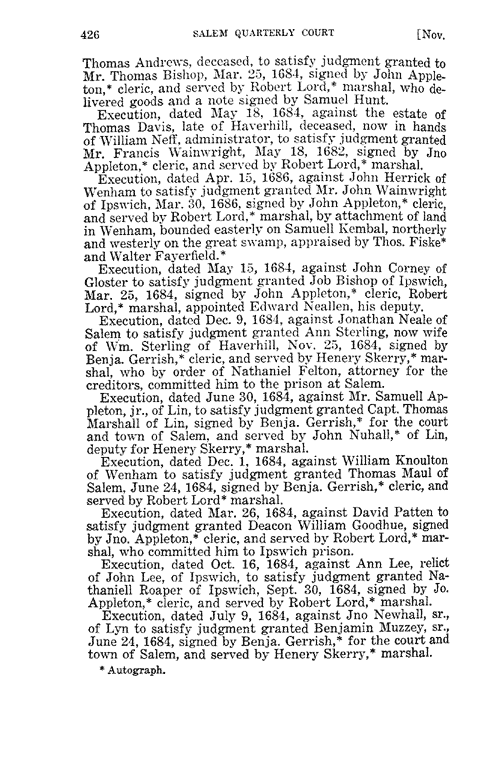 426 SALEM QUARTERLY COURT [Nov.
Thomas Andrews, deceased, to satisfy judgment granted to
Mr. Thomas Bishop, Mar. 25, 1684, signed by John Apple-
ton,* cleric, and served by Robert Lord,* marshal, who de-
livered goods and a note signed by Samuel Hunt.
Execution, dated May 18, 1684, against the estate of
Thomas Davis, late of Haverhill, deceased, now in hands
of William Neff, administrator, to satisfy judgment granted
Mr. Francis Wainwright, May 18, 1682, signed by Jno
Appleton,* cleric, and served by Robert Lord,* marshal.
Execution, dated Apr. 15, 1686, against John Herrick of
Wenham to satisfy judgment granted Mr. John Wainwright
of Ipswich, Mar. 30, 1686, signed by John Appleton,* cleric,
and served by Robert Lord,* marshal, by attachment of land
in Wenham, bounded easterly on Samuell Kembal, northerly
and westerly on the great swamp, appraised by Thos. Fiske*
and Walter Fayerfield.*
Execution, dated May 15, 1684, against John Corney of
Gloster to satisfy judgment granted Job Bishop of Ipswich,
Mar. 25, 1684, signed by John Appleton,* cleric, Robert
Lord,* marshal, appointed Edward Neallen, his deputy.
Execution, dated Dec. 9, 1684, against Jonathan Neale of
Salem to satisfy judgment granted Ann Sterling, now wife
of Wm. Sterling of Haverhill, Nov. 25, 1684, signed by
Benja. Gerrish,* cleric, and served by Henery Skerry,* mar-
shal, who by order of Nathaniel Felton, attorney for the
creditors, committed him to the prison at Salem.
Execution, dated June 30, 1684, against Mr. Samuell Ap-
pleton, jr., of Lin, to satisfy judgment granted Capt. Thomas
Marshall of Lin, signed by Benja. Gerrish,* for the court
and town of Salem, and served by John Nuhall,* of Lin,
deputy for Henery Skerry,* marshal.
Execution, dated Dec. 1, 1684, against William Knoulton
of Wenham to satisfy judgment granted Thomas Maul of
Salem, June 24, 1684, signed by Benja. Gerrish,* cleric, and
served by Robert Lord* marshal.
Execution, dated Mar. 26, 1684, against David Patten to
satisfy judgment granted Deacon William Goodhue, signed
by Jno. Appleton,* cleric, and served by Robert Lord,* mar-
shal, who committed him to Ipswich prison.
Execution, dated Oct. 16, 1684, against Ann Lee, relict
of John Lee, of Ipswich, to satisfy judgment granted Na-
thaniell Roaper of Ipswich, Sept. 30, 1684, signed by Jo.
Appleton,* cleric, and served by Robert Lord,* marshal.
Execution, dated July 9, 1684, against Jno Newhall, sr.,
of Lyn to satisfy judgment granted Benjamin Muzzey, sr.,
June 24, 1684, signed by Benja. Gerrish,* for the court and
town of Salem, and served by Henery Skerry,* marshal.
* Autograph.